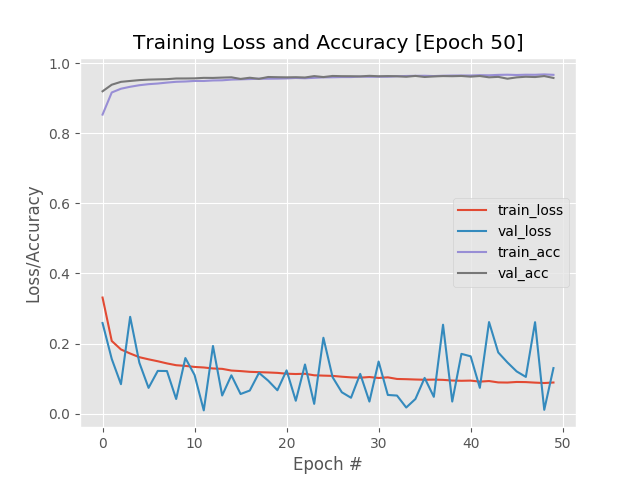 Training Loss and Accuracy [Epoch 50]
1.0
0.8
0.6
0.4
0.2
0.0
Loss/Accuracy
train_loss
val_loss
train_acc
val_acc
0 10 20 30 40 50
Epoch #